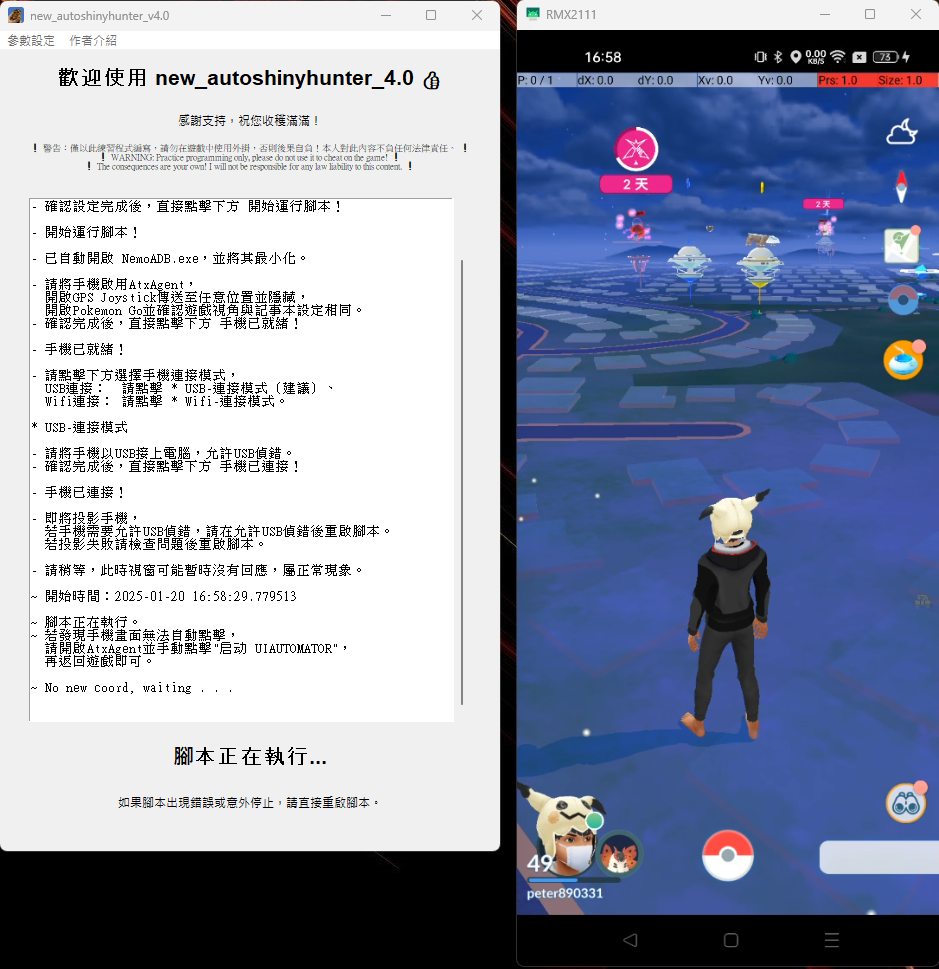 new_autoshinyhunter_v4.0
參數設定 作者介紹
歡迎使用 new_autoshinyhunter_4.0
感謝支持，祝您收穫滿滿！
！ 警告：僅以此練習程式編寫，請勿在遊戲中使用外掛，否則後果自負！本人對此內容不負任何法律責任。 ！
！ WARNING: Practice programming only, please do not use it to cheat on the game! ！
！ The consequences are your own! I will not be responsible for any law liability to this content. ！
- 確認設定完成後，直接點擊下方 開始運行腳本！
- 開始運行腳本！
- 已自動開啟 NemoADB.exe，並將其最小化。
- 請將手機啟用AtxAgent，
開啟GPS Joystick傳送至任意位置並隱藏，
開啟Pokemon Go並確認遊戲視角與記事本設定相同。
- 確認完成後，直接點擊下方 手機已就緒！
- 手機已就緒！
- 請點擊下方選擇手機連接模式，
USB連接： 請點擊 * USB-連接模式（建議）、
Wifi連接： 請點擊 * Wifi-連接模式。
* USB-連接模式
- 請將手機以USB接上電腦，允許USB偵錯。
- 確認完成後，直接點擊下方 手機已連接！
- 手機已連接！
- 即將投影手機，
若手機需要允許USB偵錯，請在允許USB偵錯後重啟腳本。
若投影失敗請檢查問題後重啟腳本。
- 請稍等，此時視窗可能暫時沒有回應，屬正常現象。
~ 開始時間：2025-01-20 16:58:29.779513
~ 腳本正在執行。
~ 若發現手機畫面無法自動點擊，
請開啟AtxAgent並手動點擊"启动 UIAUTOMATOR"，
再返回遊戲即可。
~ No new coord, waiting . . .
腳本正在執行...
如果腳本出現錯誤或意外停止，請直接重啟腳本。
RMX2111
16:58 0.00 KB/S 73
P: 0 / 1 dX: 0.0 dY: 0.0 Xv: 0.0 Yv: 0.0 Prs: 1.0 Size: 1.0
2 天
2 天
49
peter890331